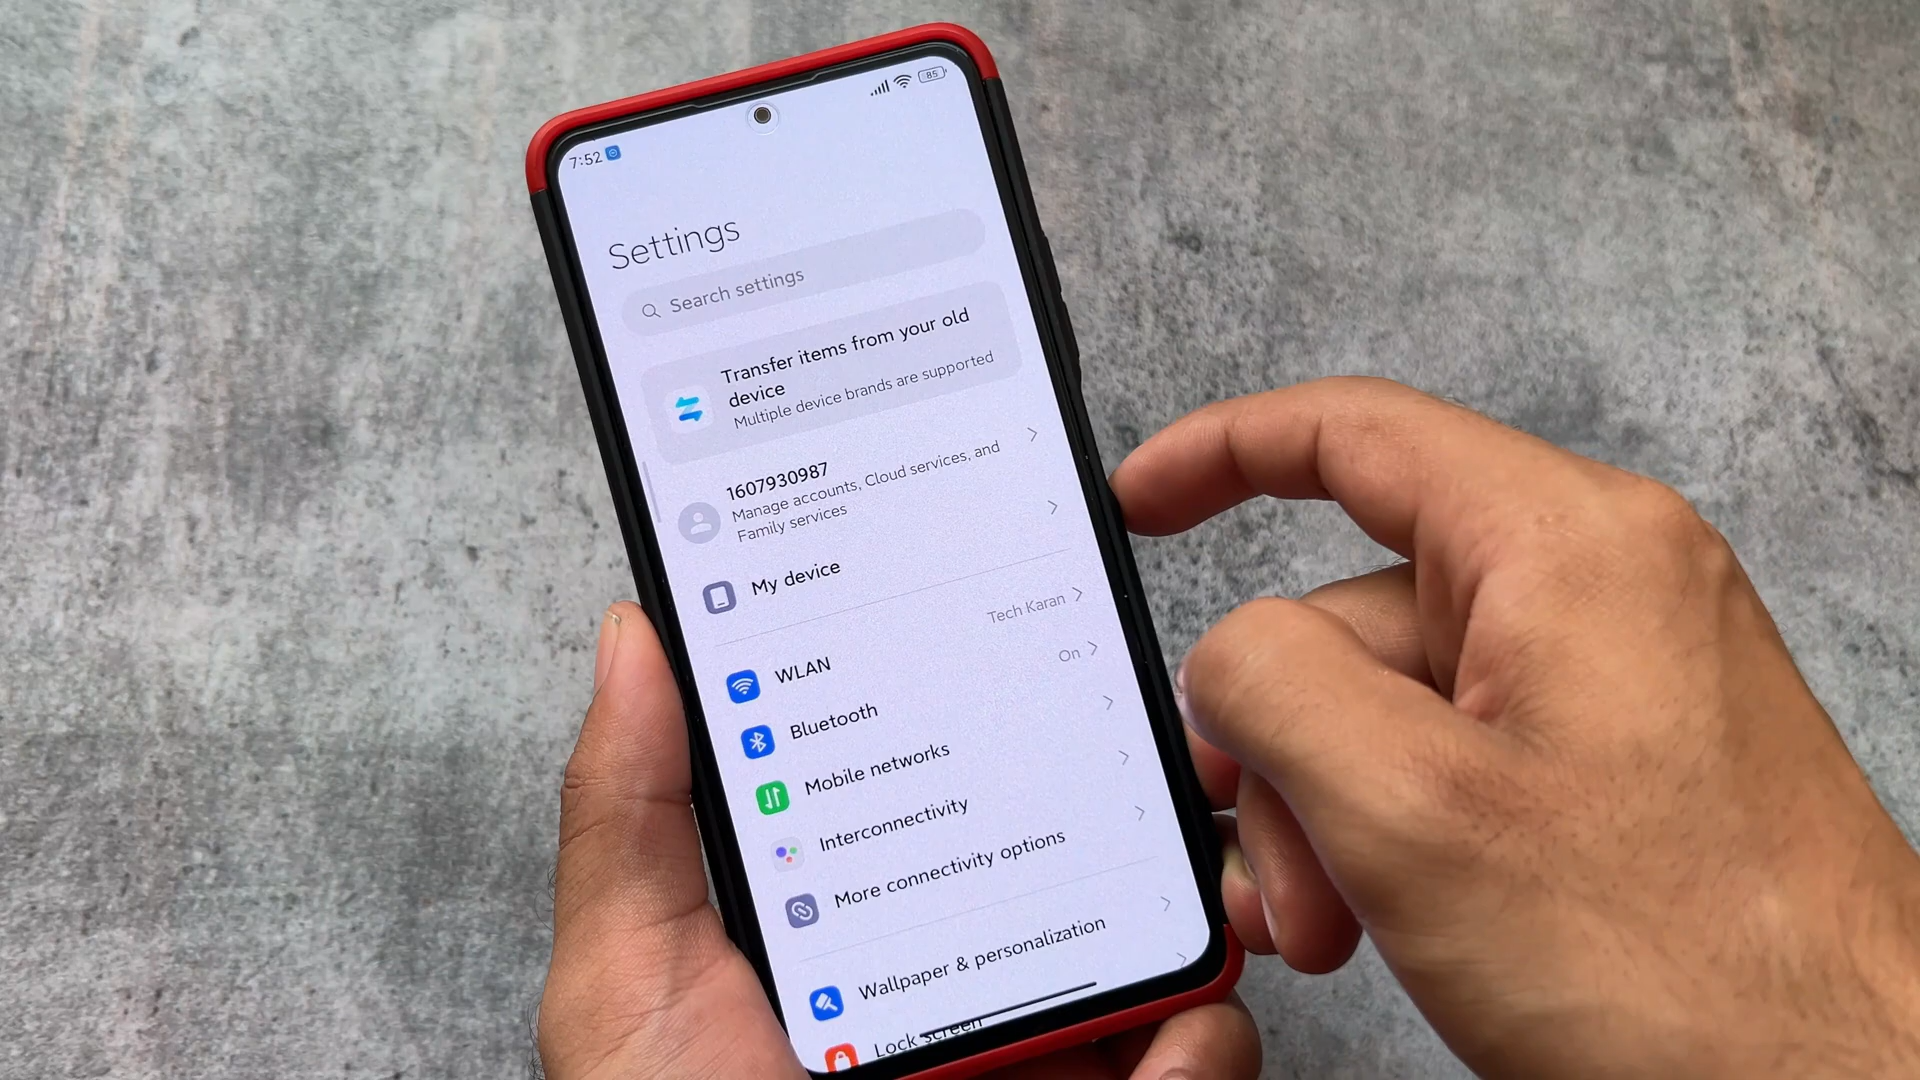 7:52
85
Settings
Search settings
Transfer items from your old
device
Multiple device brands are supported
1607930987
Manage accounts, Cloud services, and
Family services
My device
WLAN
Tech Karan
Bluetooth
On
Mobile networks
Interconnectivity
More connectivity options
Wallpaper & personalization
Lock screen